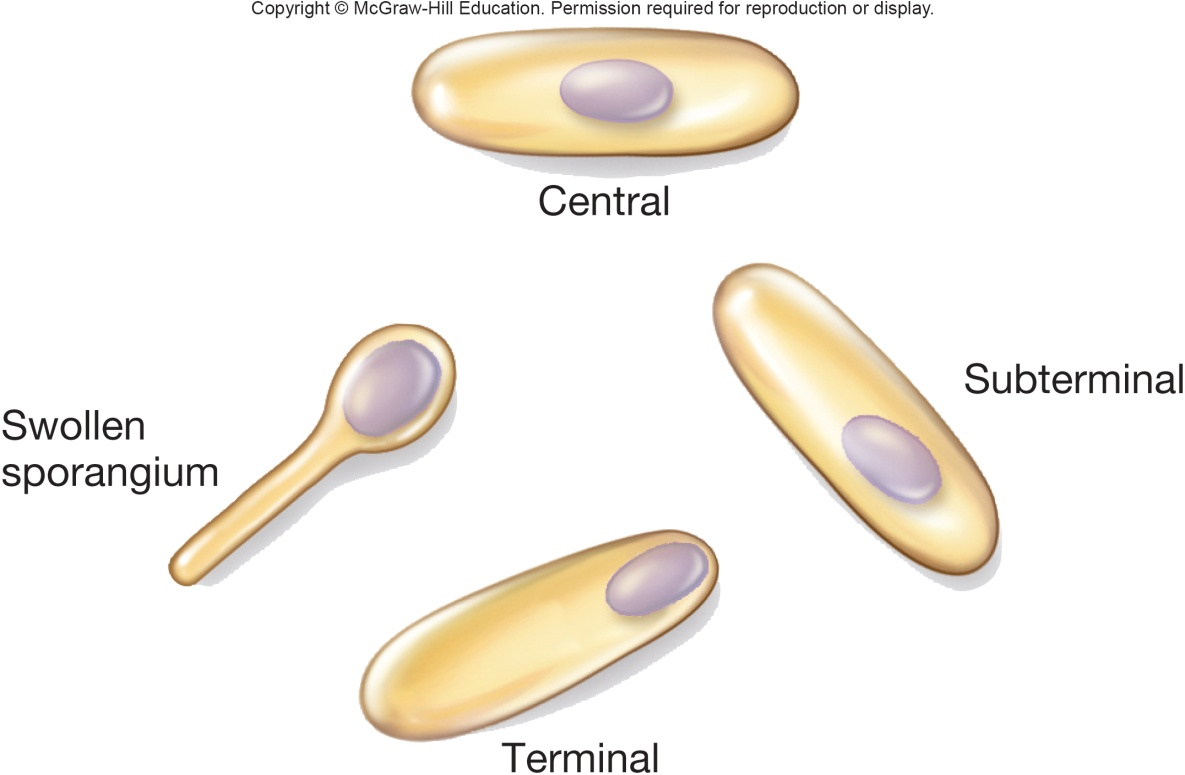 Copyright © McGraw-Hill Education. Permission required for reproduction or display.
Central
Subterminal
Swollen
sporangium
Terminal